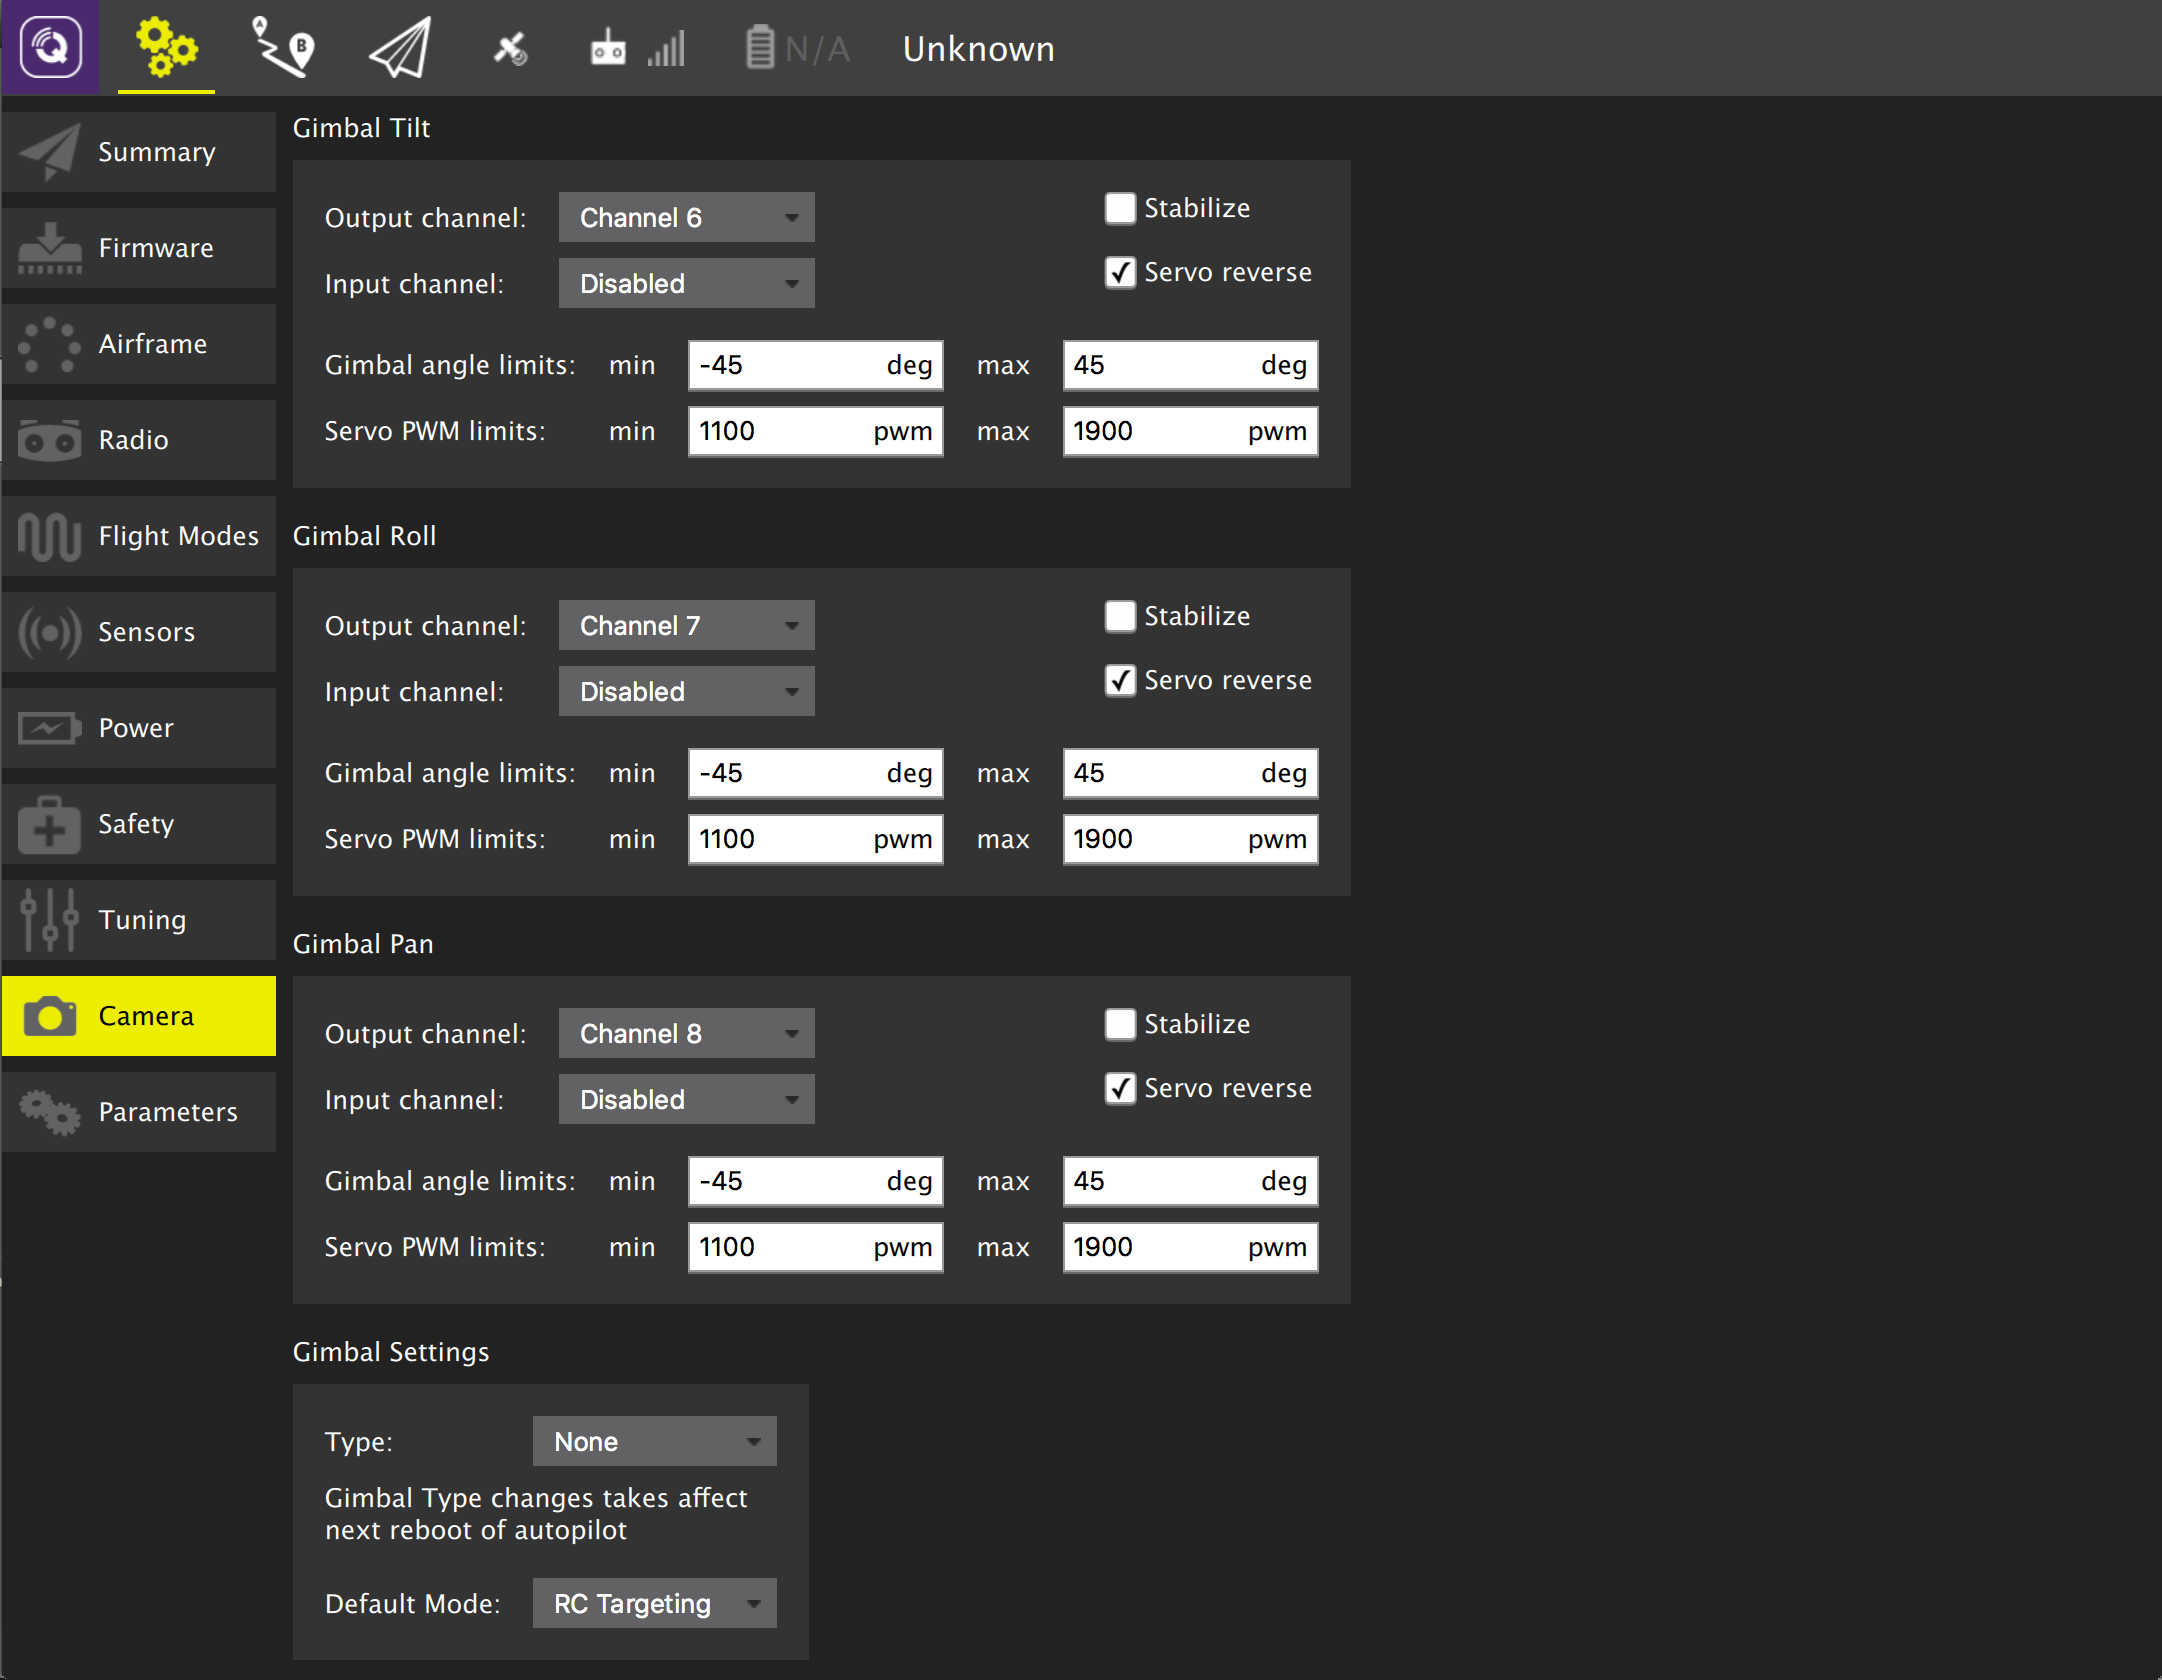 N/A Unknown
Summary
Firmware
Airframe
Radio
Flight Modes
Sensors
Power
Safety
Tuning
Camera
Parameters
Gimbal Tilt
Output channel: Channel 6 Stabilize
Input channel: Disabled Servo reverse
Gimbal angle limits: min -45 deg max 45 deg
Servo PWM limits: min 1100 pwm max 1900 pwm
Gimbal Roll
Output channel: Channel 7 Stabilize
Input channel: Disabled Servo reverse
Gimbal angle limits: min -45 deg max 45 deg
Servo PWM limits: min 1100 pwm max 1900 pwm
Gimbal Pan
Output channel: Channel 8 Stabilize
Input channel: Disabled Servo reverse
Gimbal angle limits: min -45 deg max 45 deg
Servo PWM limits: min 1100 pwm max 1900 pwm
Gimbal Settings
Type: None
Gimbal Type changes takes affect
next reboot of autopilot
Default Mode: RC Targeting